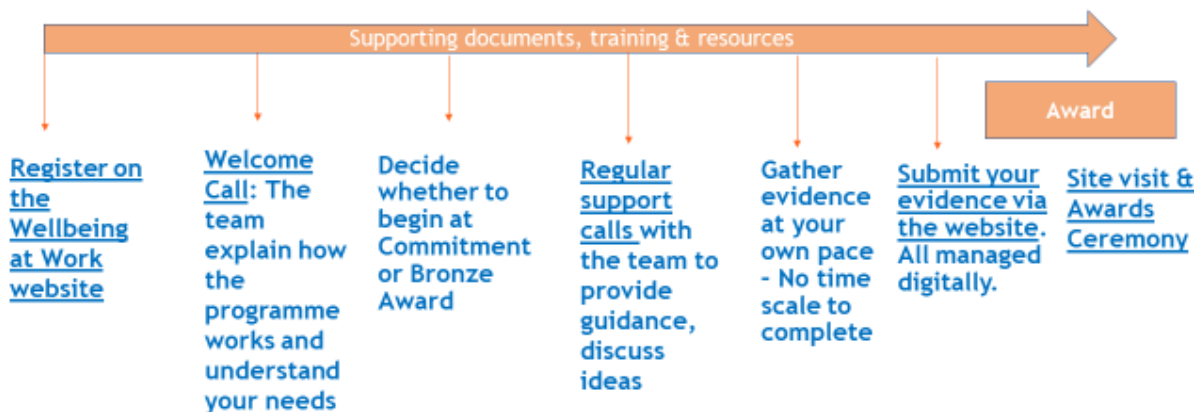 Supporting documents, training & resources
Award
Register on
the
Wellbeing
at Work
website
Welcome
Call: The
team
explain how
the
programme
works and
understand
your needs
Decide
whether to
begin at
Commitment
or Bronze
Award
Regular
support
calls with
the team to
provide
guidance,
discuss
ideas
Gather
evidence
at your
own pace
- No time
scale to
complete
Submit your
evidence via
the website.
All managed
digitally.
Site visit &
Awards
Ceremony